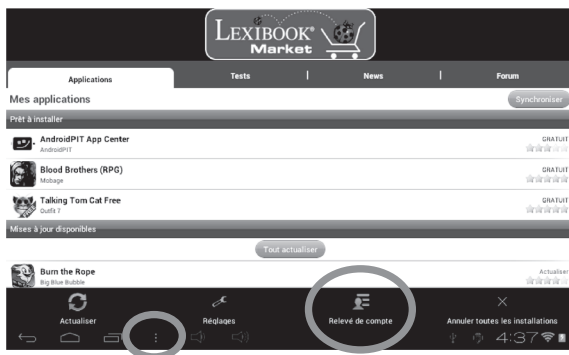 LEXIBOOK®
Market
Applications Tests News Forum
Mes applications Synchroniser
Prêt à installer
AndroidPIT App Center GRATUIT
AndroidPIT
Blood Brothers (RPG) GRATUIT
Mobage
Talking Tom Cat Free GRATUIT
Outfit 7
Mises à jour disponibles
Tout actualiser
Burn the Rope Actualiser
Big Blue Bubble
Actualiser Réglages Relevé de compte Annuler toutes les installations
4:37